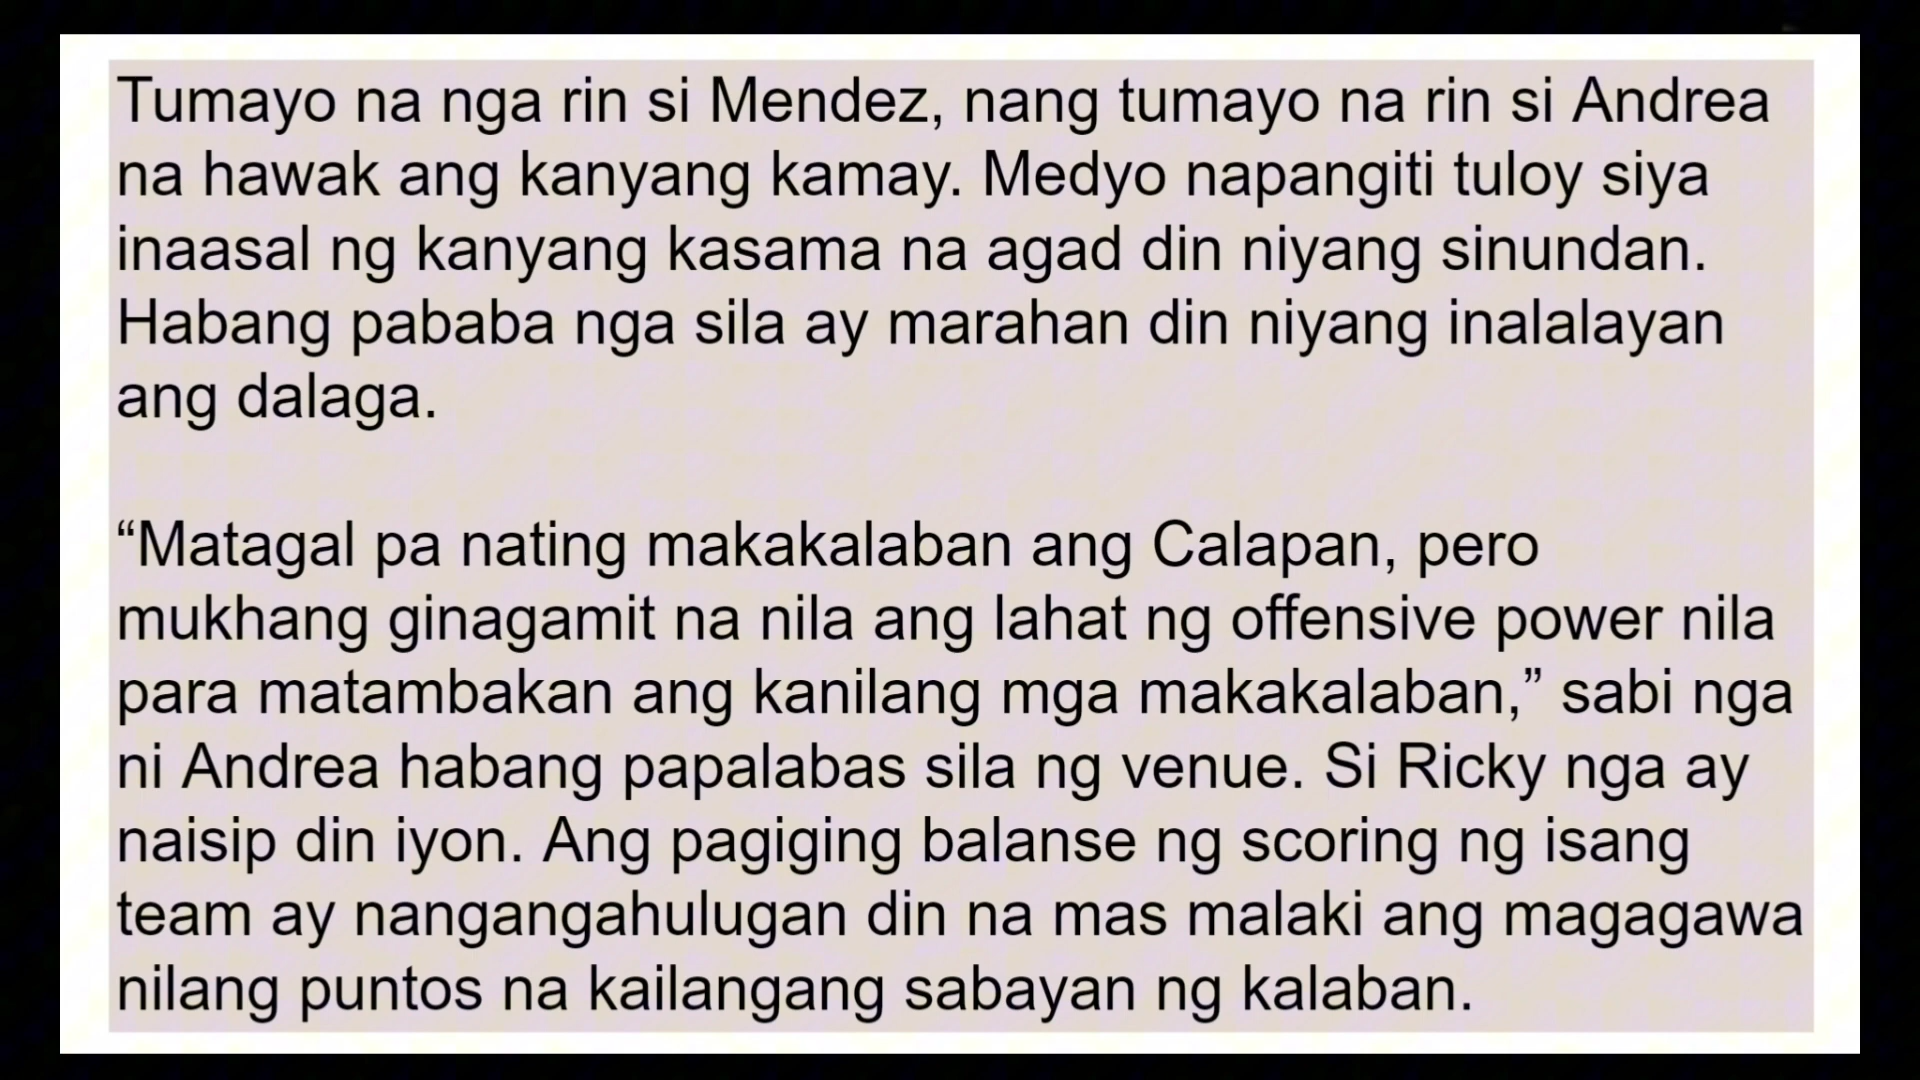 Tumayo na nga rin si Mendez, nang tumayo na rin si Andrea
na hawak ang kanyang kamay. Medyo napangiti tuloy siya
inaasal ng kanyang kasama na agad din niyang sinundan.
Habang pababa nga sila ay marahan din niyang inalalayan
ang dalaga.
“Matagal pa nating makakalaban ang Calapan, pero
mukhang ginagamit na nila ang lahat ng offensive power nila
para matambakan ang kanilang mga makakalaban,” sabi nga
ni Andrea habang papalabas sila ng venue. Si Ricky nga ay
naisip din iyon. Ang pagiging balanse ng scoring ng isang
team ay nangangahulugan din na mas malaki ang magagawa
nilang puntos na kailangang sabayan ng kalaban.